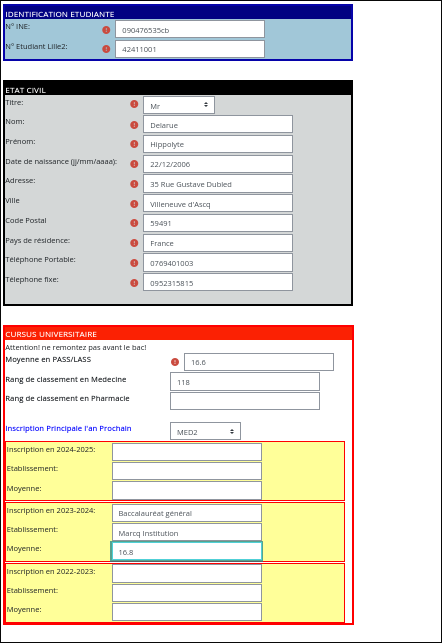 IDENTIFICATION ETUDIANTE
N° INE: 090476535cb
N° Etudiant Lille2: 42411001
ETAT CIVIL
Titre: Mr
Nom: Delarue
Prénom: Hippolyte
Date de naissance (jj/mm/aaaa): 22/12/2006
Adresse: 35 Rue Gustave Dubled
Ville Villeneuve d'Ascq
Code Postal 59491
Pays de résidence: France
Téléphone Portable: 0769401003
Télephone fixe: 0952315815
CURSUS UNIVERSITAIRE
Attention! ne remontez pas avant le bac!
Moyenne en PASS/LASS 16.6
Rang de classement en Medecine 118
Rang de classement en Pharmacie
Inscription Principale l'an Prochain MED2
Inscription en 2024-2025:
Etablissement:
Moyenne:
Inscription en 2023-2024: Baccalauréat général
Etablissement: Marcq Institution
Moyenne: 16.8
Inscription en 2022-2023:
Etablissement:
Moyenne: